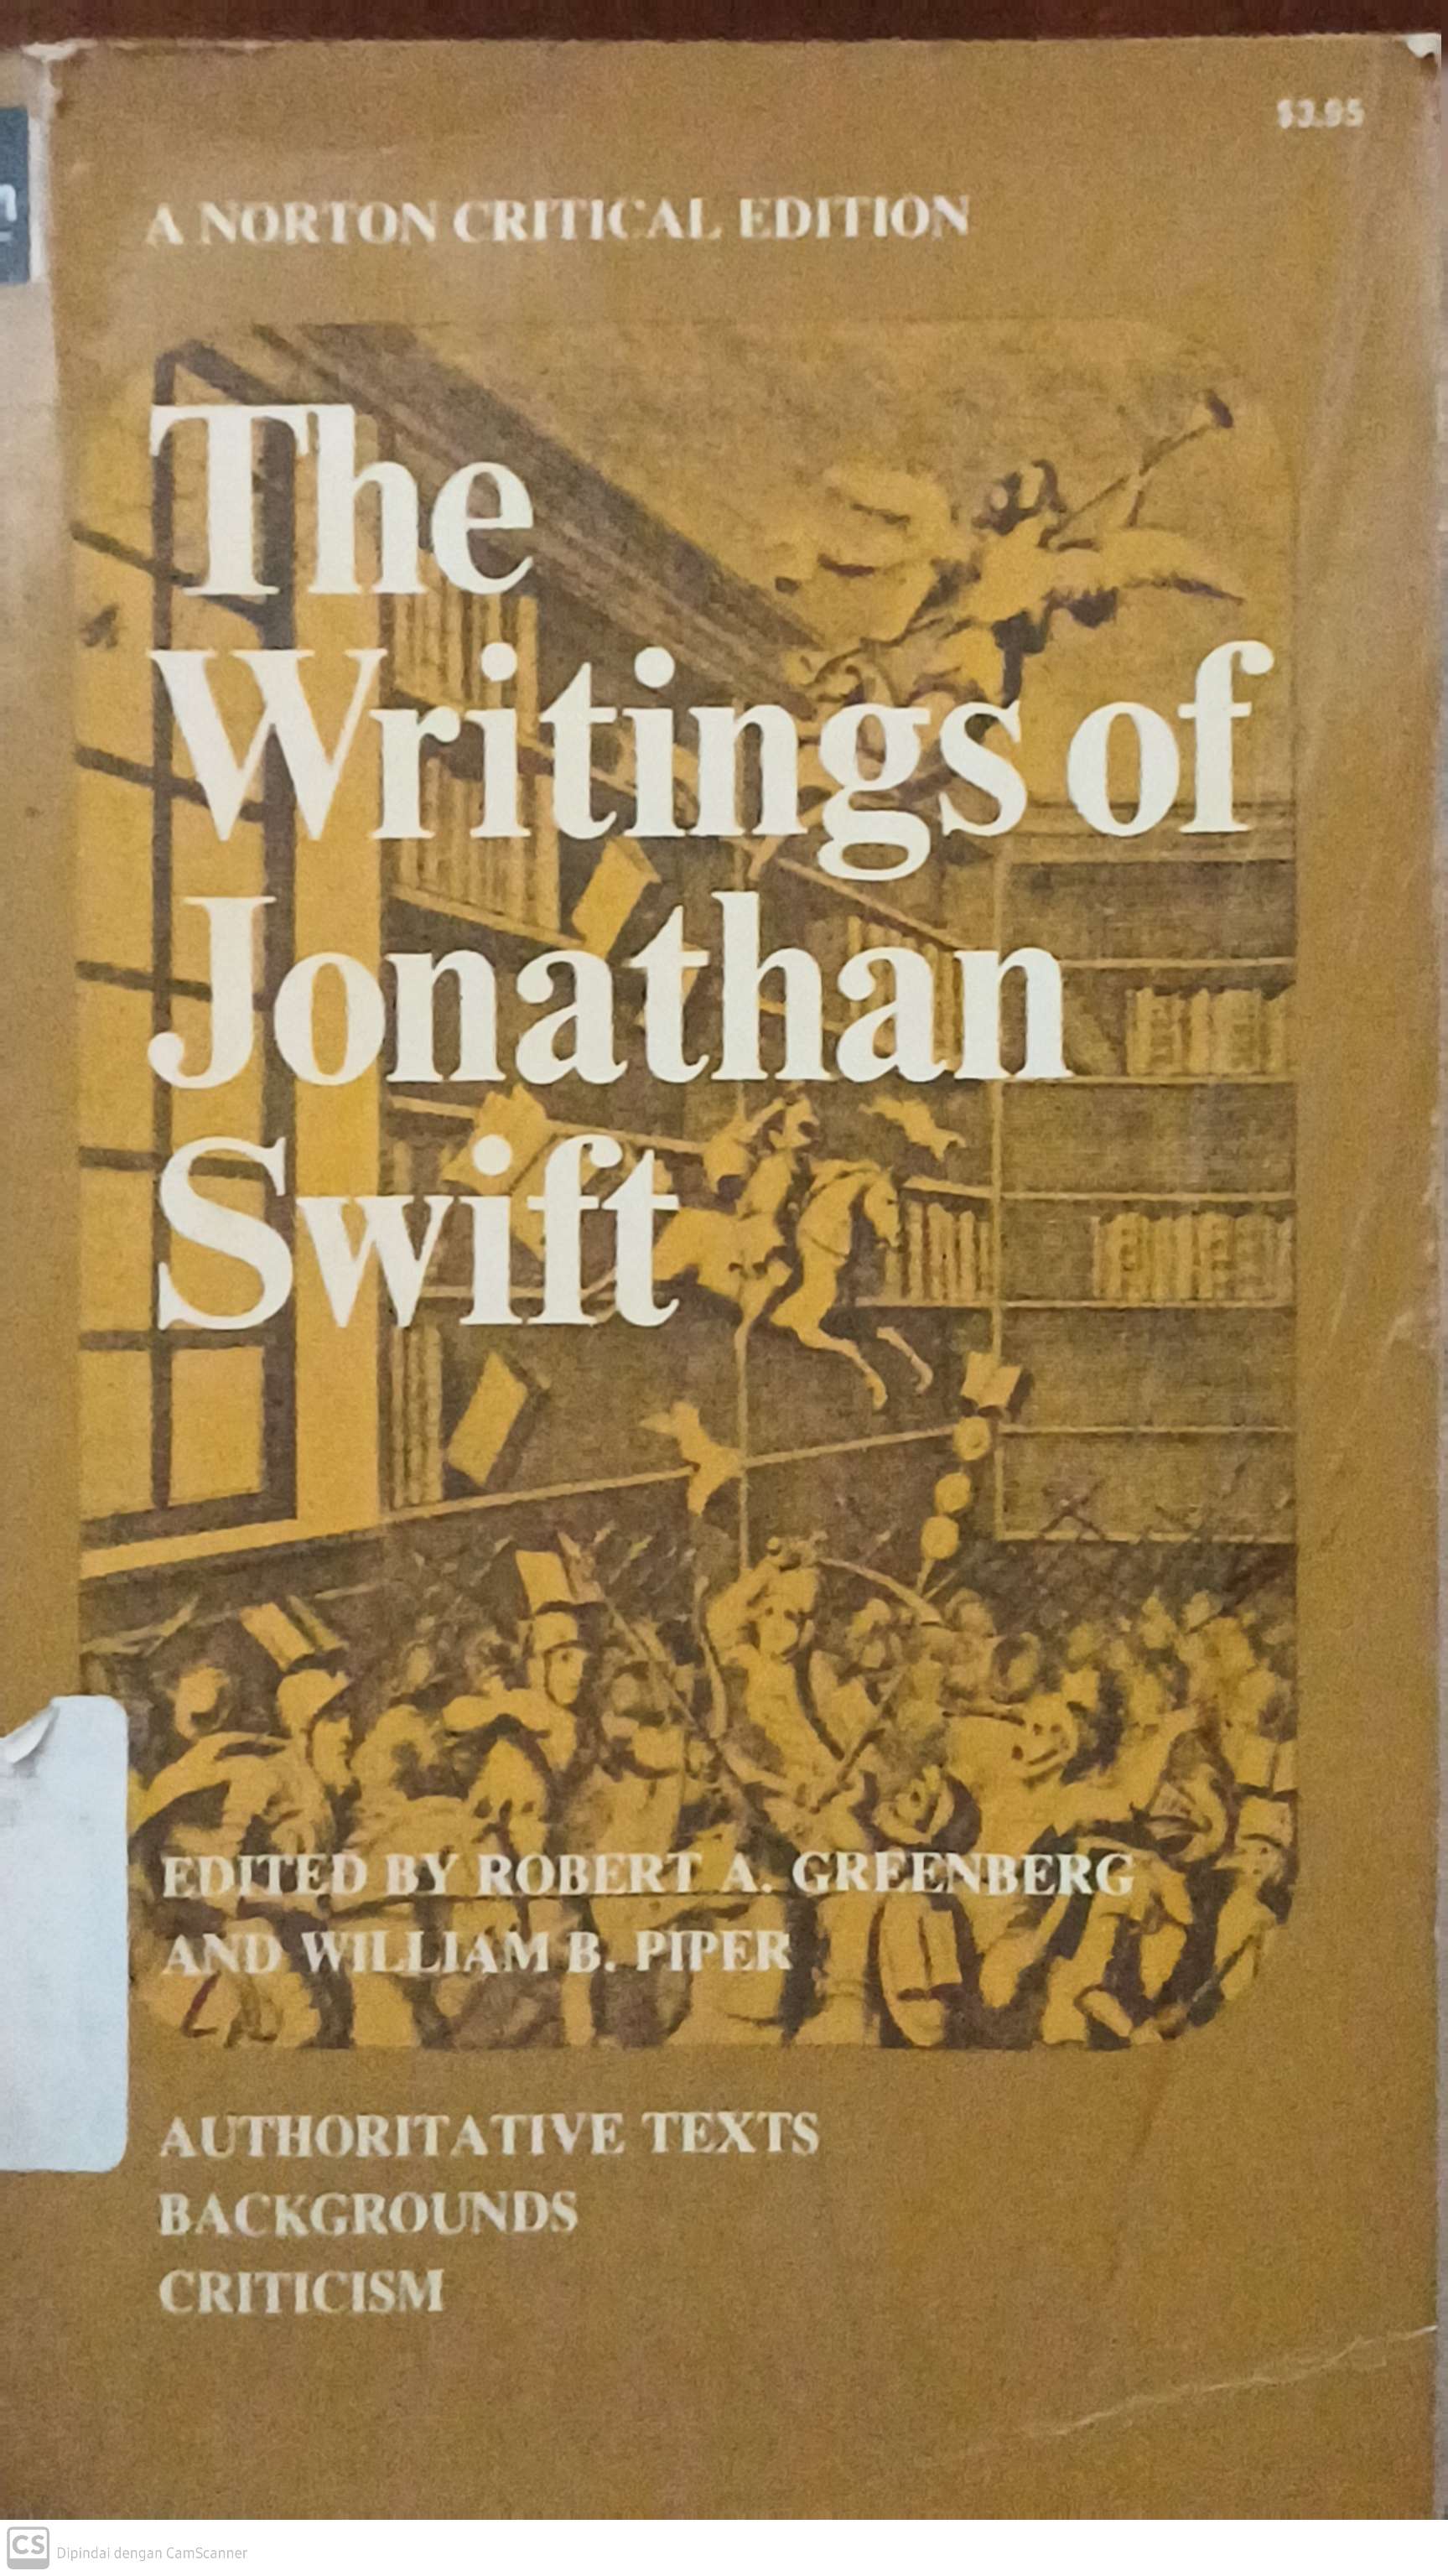 $3.95
A NORTON CRITICAL EDITION
The
Writings of
Jonathan
Swift
EDITED BY ROBERT A. GREENBERG
AND WILLIAM B. PIPER
AUTHORITATIVE TEXTS
BACKGROUNDS
CRITICISM
CS Dipindai dengan CamScanner